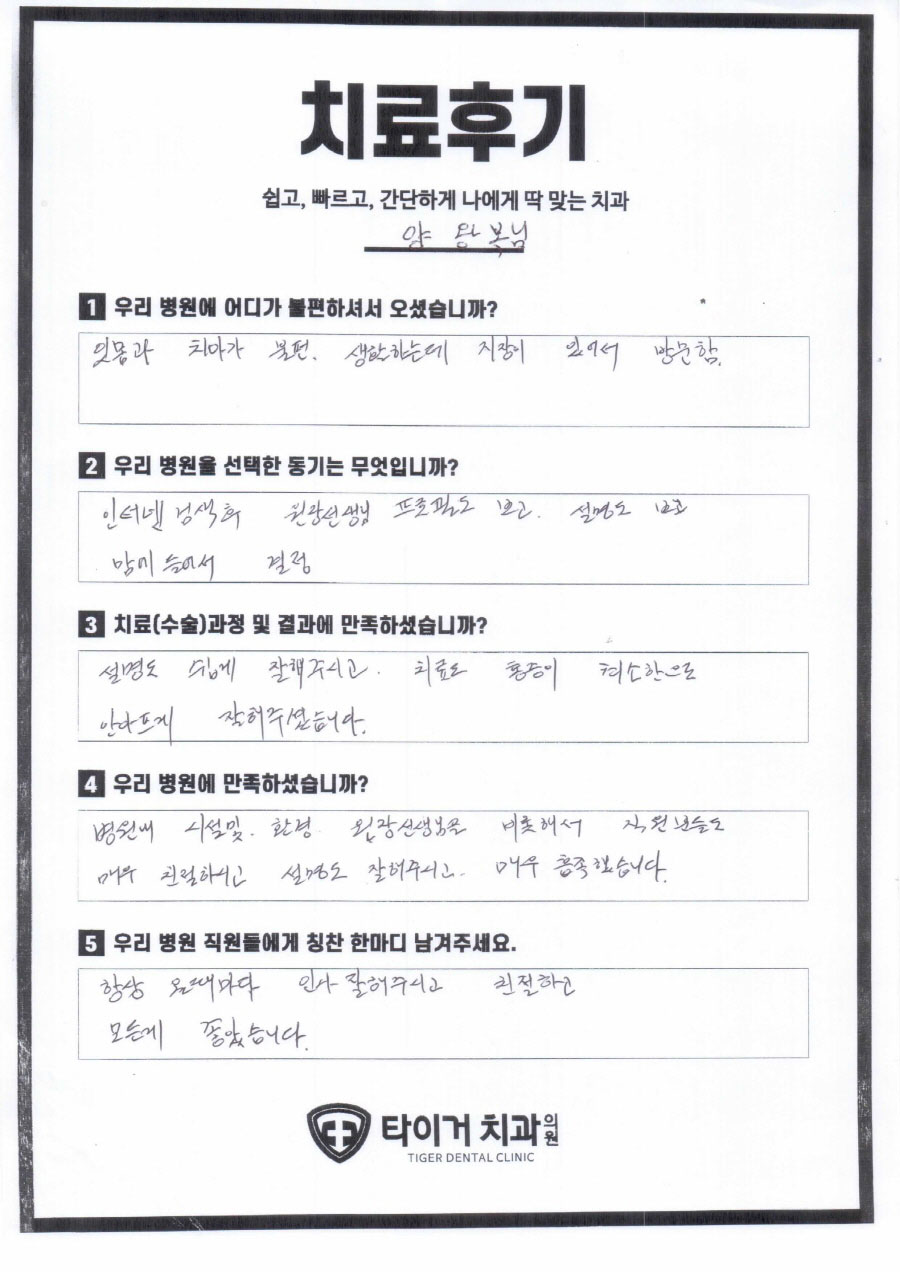 치료후기
쉽고, 빠르고, 간단하게 나에게 딱 맞는 치과
양 왕복님
1 우리 병원에 어디가 불편하셔서 오셨습니까?
잇몸과 치아가 불편. 생활하는데 지장이 있어서 방문함.
2 우리 병원을 선택한 동기는 무엇입니까?
인터넷 검색후 원장선생님 프로필도 보고. 설명도 보고
맘에 들어서 결정
3 치료(수술)과정 및 결과에 만족하셨습니까?
설명도 쉽게 잘해주시고. 치료도 통증이 최소한으로
안아프게 잘해주셨습니다.
4 우리 병원에 만족하셨습니까?
병원내 시설및. 환경. 원장선생님을 비롯해서 직원분들도
매우 친절하시고 설명도 잘해주시고. 매우 흡족했습니다.
5 우리 병원 직원들에게 칭찬 한마디 남겨주세요.
항상 올때마다 인사 잘해주시고 친절하고
모든게 좋았습니다.
타이거 치과의원
TIGER DENTAL CLINIC